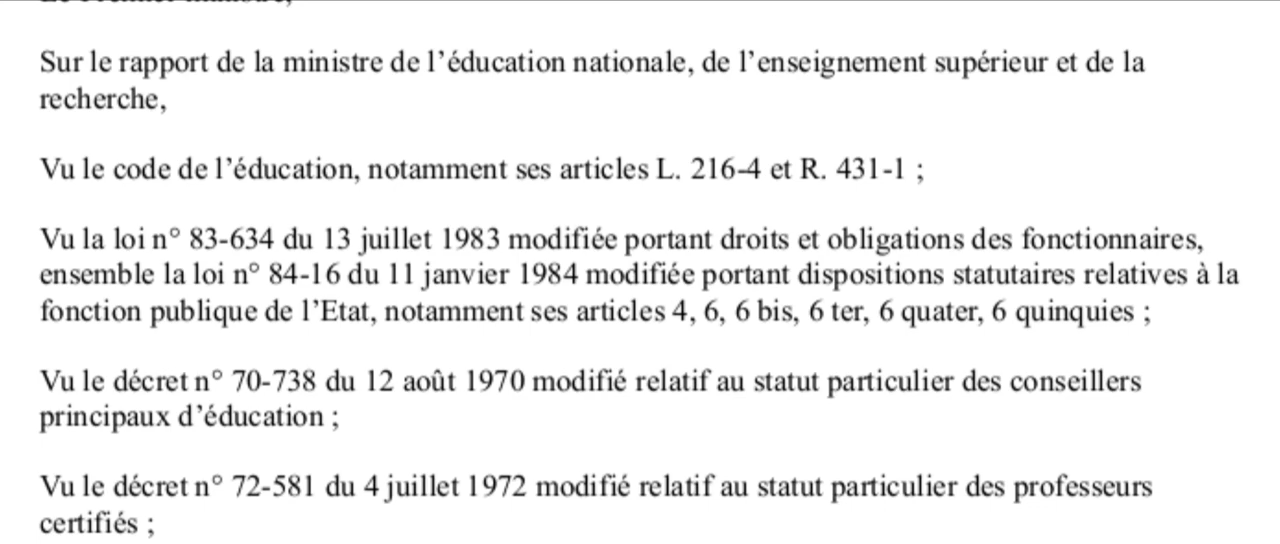 Sur le rapport de la ministre de l’éducation nationale, de l’enseignement supérieur et de la
recherche,
Vu le code de l’éducation, notamment ses articles L. 216-4 et R. 431-1 ;
Vu la loi n° 83-634 du 13 juillet 1983 modifiée portant droits et obligations des fonctionnaires,
ensemble la loi n° 84-16 du 11 janvier 1984 modifiée portant dispositions statutaires relatives à la
fonction publique de l’Etat, notamment ses articles 4, 6, 6 bis, 6 ter, 6 quater, 6 quinquies ;
Vu le décret n° 70-738 du 12 août 1970 modifié relatif au statut particulier des conseillers
principaux d’éducation ;
Vu le décret n° 72-581 du 4 juillet 1972 modifié relatif au statut particulier des professeurs
certifiés ;